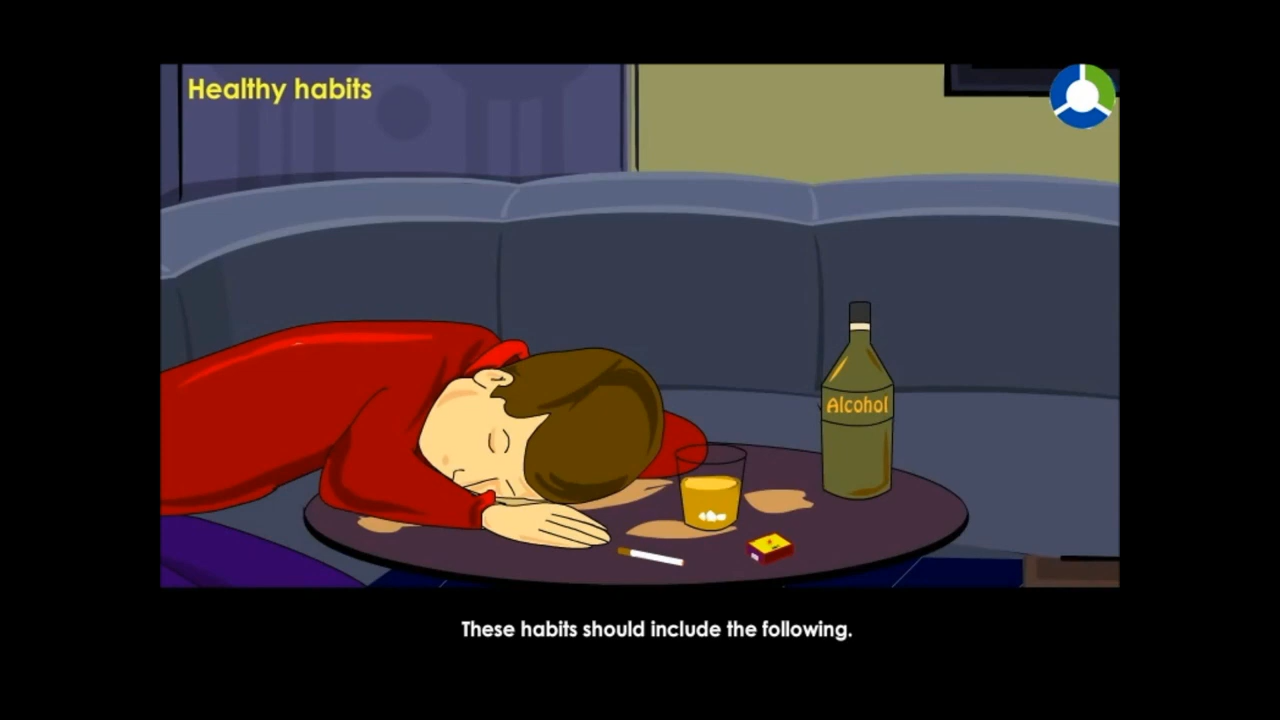 Healthy habits
Alcohol
These habits should include the following.